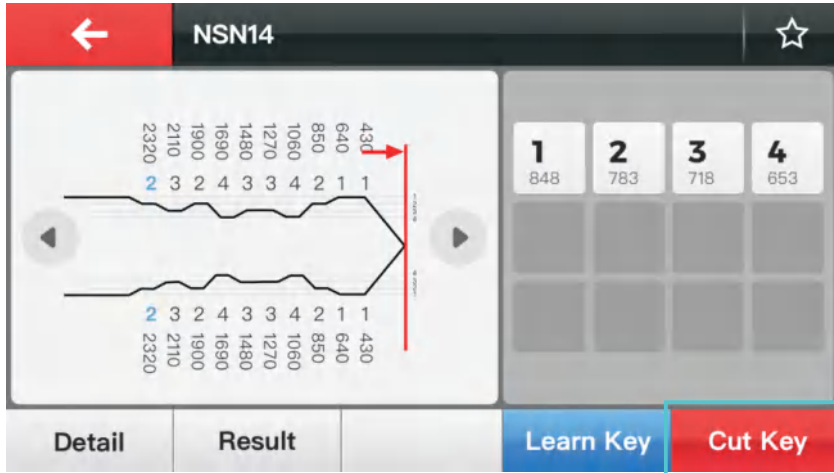 NSN14
2320 2110 1900 1690 1480 1270 1060 850 640 430
2 3 2 4 3 3 4 2 1 1
2 3 2 4 3 3 4 2 1 1
2320 2110 1900 1690 1480 1270 1060 850 640 430
1 2 3 4
848 783 718 653
Detail Result Learn Key Cut Key